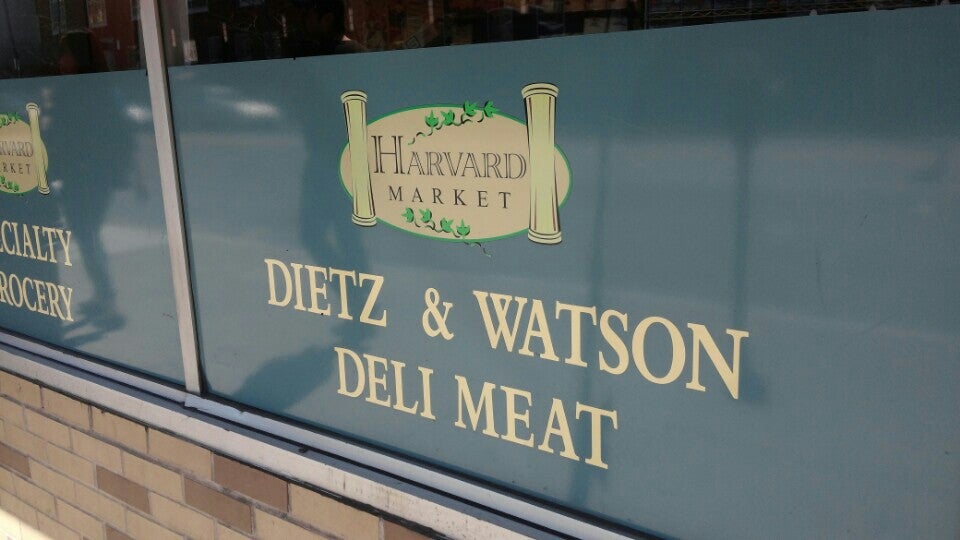 HARVARD
MARKET
DIETZ & WATSON
DELI MEAT